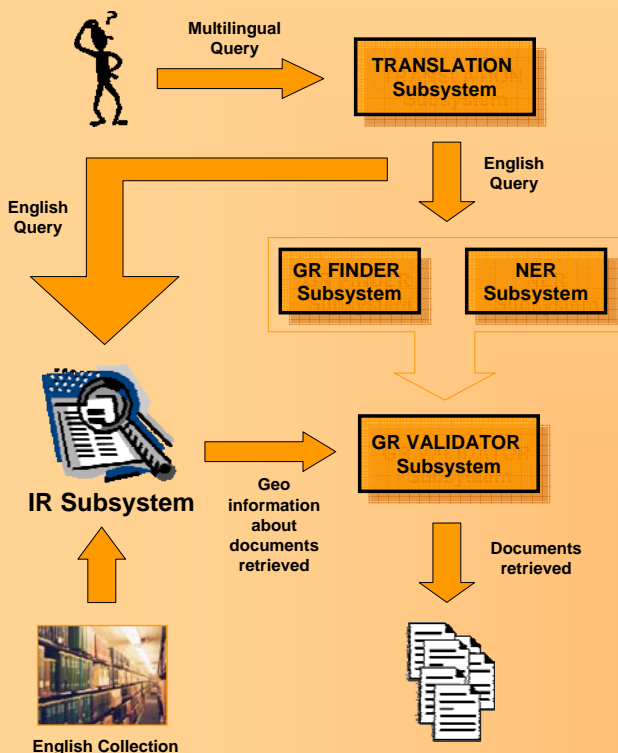 Multilingual
Query
TRANSLATION
Subsystem
English
Query
English
Query
GR FINDER
Subsystem
NER
Subsystem
GR VALIDATOR
Subsystem
IR Subsystem
Geo
information
about
documents
retrieved
Documents
retrieved
English Collection